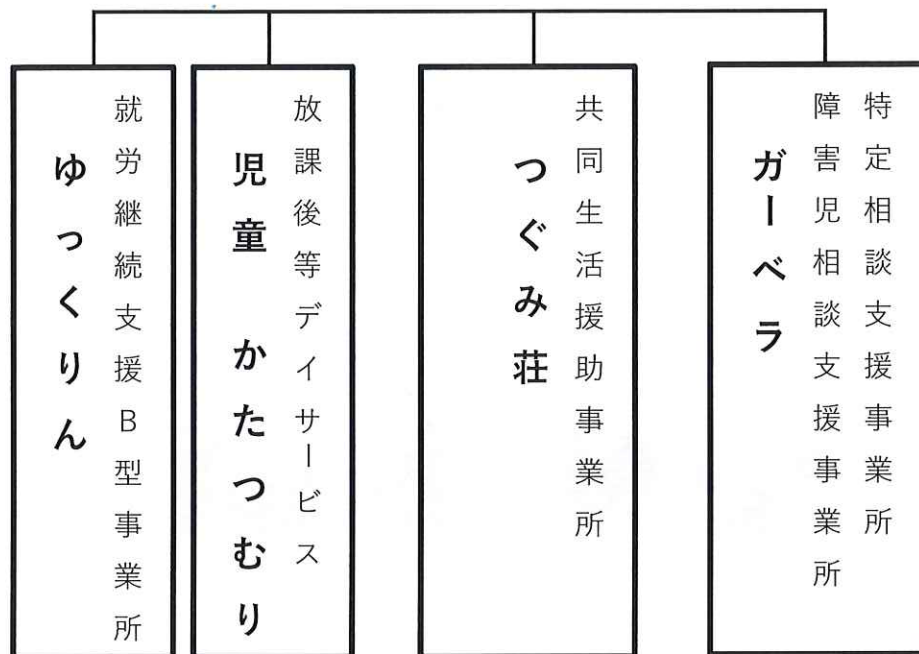 特定相談支援事業所
障害児相談支援事業所
ガーベラ
共同生活援助事業所
つぐみ荘
放課後等デイサービス
児童 かたつむり
就労継続支援B型事業所
ゆっくりん